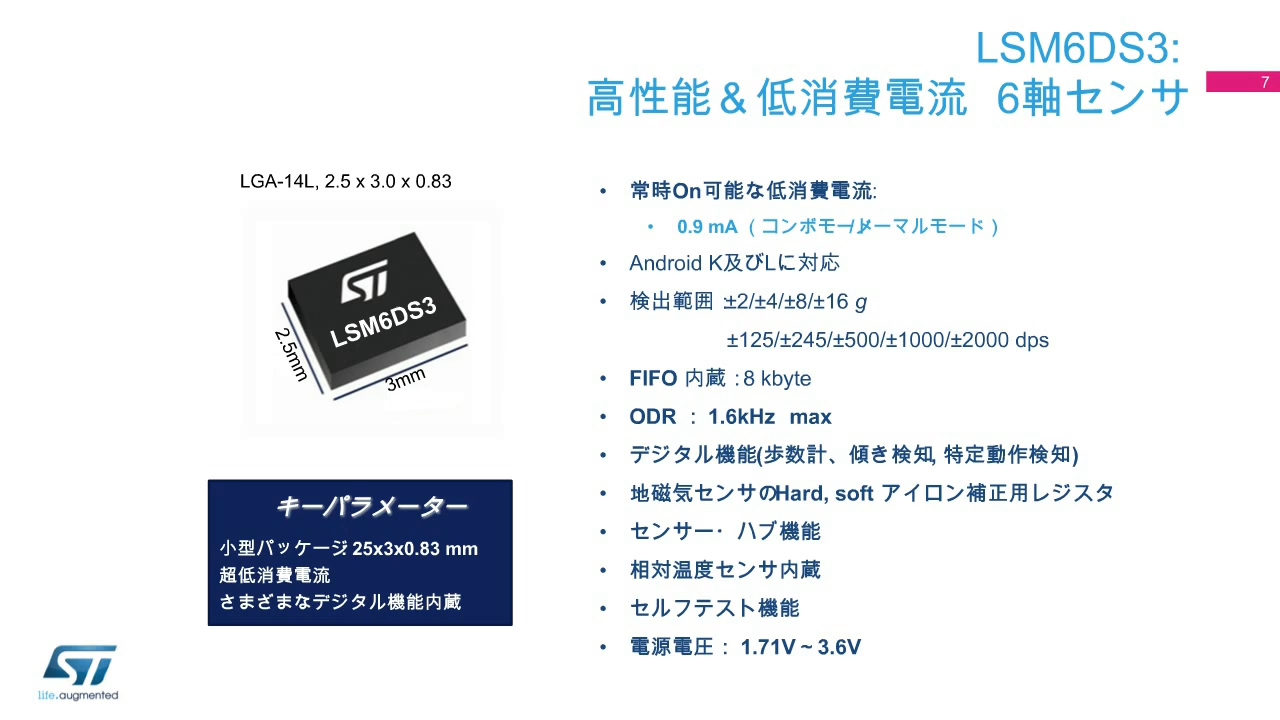 LSM6DS3:
高性能＆低消費電流 6軸センサ
7
LGA-14L, 2.5 x 3.0 x 0.83
ST
LSM6DS3
2.5mm
3mm
キーパラメーター
小型パッケージ: 25x3x0.83 mm
超低消費電流
さまざまなデジタル機能内蔵
• 常時On可能な低消費電流:
• 0.9 mA （コンボモード/ノーマルモード）
• Android K及びLに対応
• 検出範囲：±2/±4/±8/±16 g
±125/±245/±500/±1000/±2000 dps
• FIFO 内蔵：8 kbyte
• ODR ： 1.6kHz max
• デジタル機能(歩数計、傾き検知, 特定動作検知)
• 地磁気センサのHard, soft アイロン補正用レジスタ
• センサー・ハブ機能
• 相対温度センサ内蔵
• セルフテスト機能
• 電源電圧： 1.71V～3.6V
ST
life.augmented